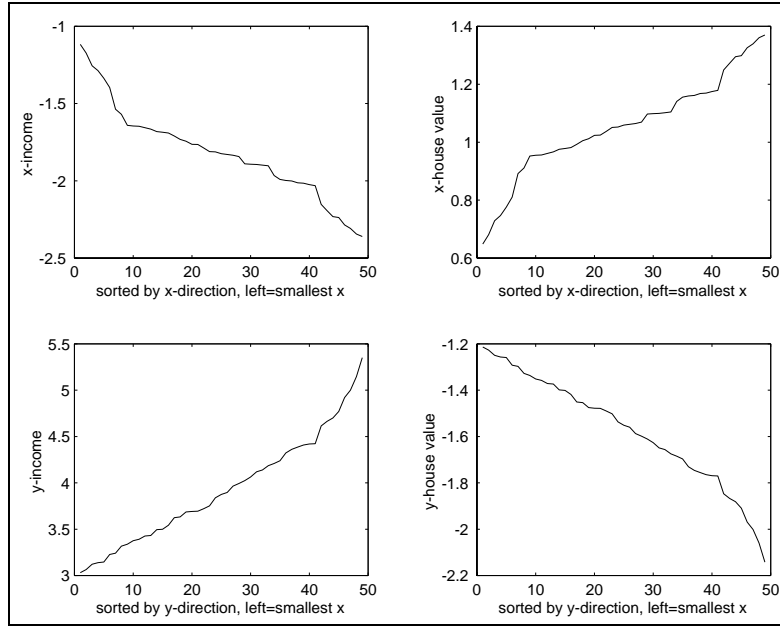 -1
-1.5
-2
-2.5
x-income
0 10 20 30 40 50
sorted by x-direction, left=smallest x
1.4
1.2
1
0.8
0.6
x-house value
0 10 20 30 40 50
sorted by x-direction, left=smallest x
5.5
5
4.5
4
3.5
3
y-income
0 10 20 30 40 50
sorted by y-direction, left=smallest x
-1.2
-1.4
-1.6
-1.8
-2
-2.2
y-house value
0 10 20 30 40 50
sorted by y-direction, left=smallest x